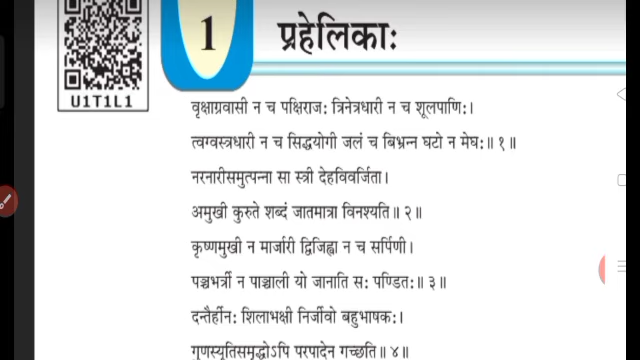 1
प्रहेलिकाः
U1T1L1
वृक्षाग्रवासी न च पक्षिराजः त्रिनेत्रधारी न च शूलपाणिः।
त्वग्वस्त्रधारी न च सिद्धयोगी जलं च बिभ्रन्न घटो न मेघः॥ १॥
नरनारीसमुत्पन्ना सा स्त्री देहविवर्जिता।
अमुखी कुरुते शब्दं जातमात्रा विनश्यति॥ २॥
कृष्णमुखी न मार्जारी द्विजिह्वा न च सर्पिणी।
पञ्चभर्त्री न पाञ्चाली यो जानाति सः पण्डितः॥ ३॥
दन्तैर्हीनः शिलाभक्षी निर्जीवो बहुभाषकः।
गुणस्यूतिसमृद्धोऽपि परपादेन गच्छति॥ ४॥